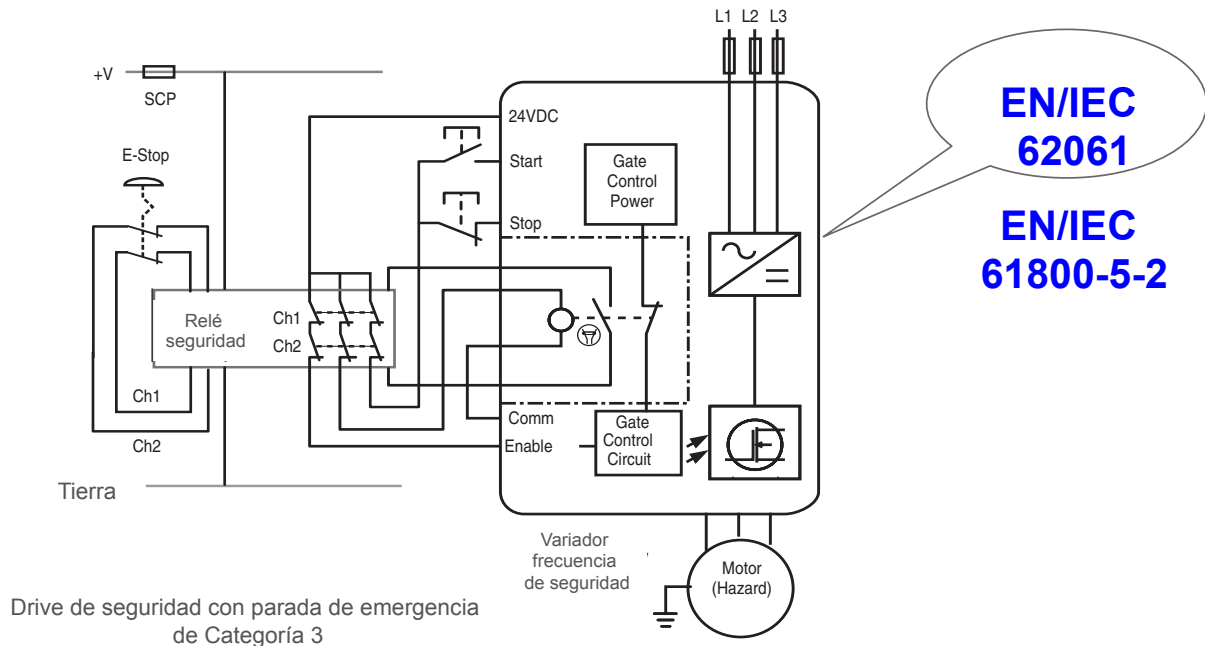 L1 L2 L3
+V
SCP
24VDC
EN/IEC
62061
E-Stop
Start
Gate
Control
Power
Stop
EN/IEC
61800-5-2
Relé
seguridad
Ch1
Ch2
Ch1
Ch2
Comm
Enable
Gate
Control
Circuit
Tierra
Variador
frecuencia
de seguridad
Motor
(Hazard)
Drive de seguridad con parada de emergencia
de Categoría 3